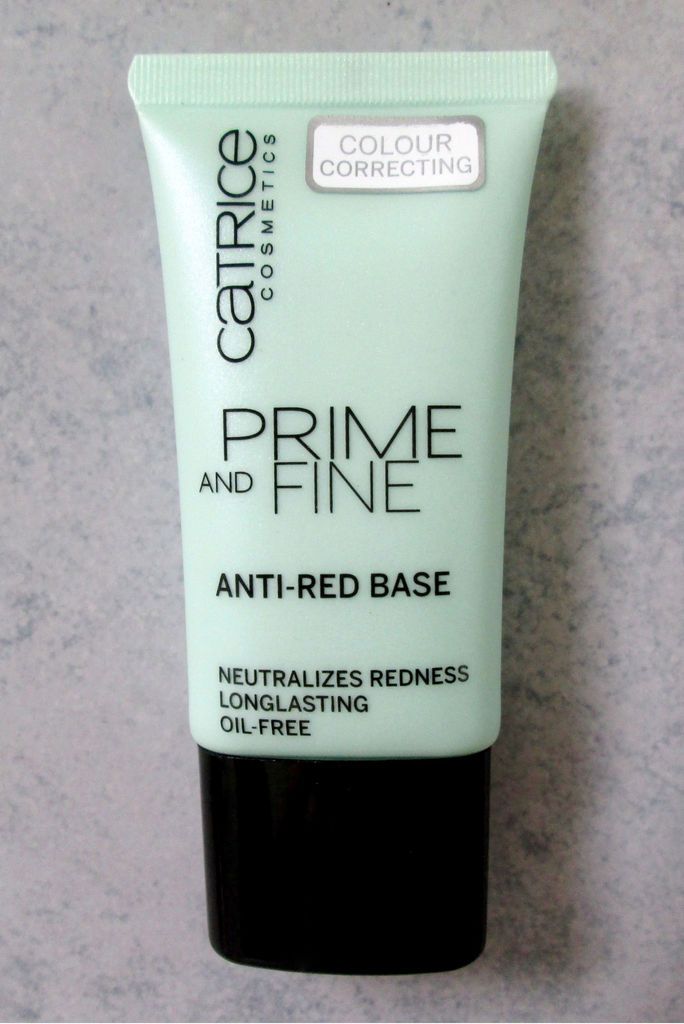 COLOUR
CORRECTING
CATRICE
COSMETICS
PRIME
AND FINE
ANTI-RED BASE
NEUTRALIZES REDNESS
LONGLASTING
OIL-FREE